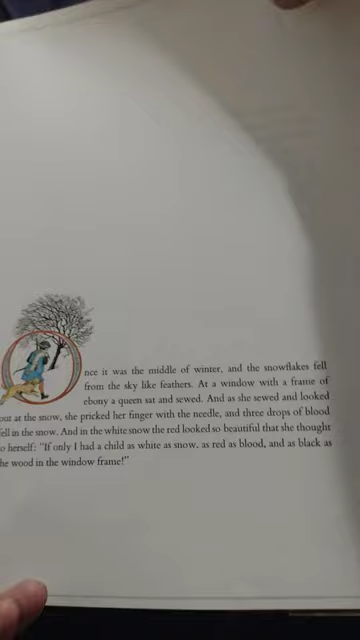 Once it was the middle of winter, and the snowflakes fell
from the sky like feathers. At a window with a frame of
ebony a queen sat and sewed. And as she sewed and looked
out at the snow, she pricked her finger with the needle, and three drops of blood
fell in the snow. And in the white snow the red looked so beautiful that she thought
to herself: "If only I had a child as white as snow, as red as blood, and as black as
the wood in the window frame!"